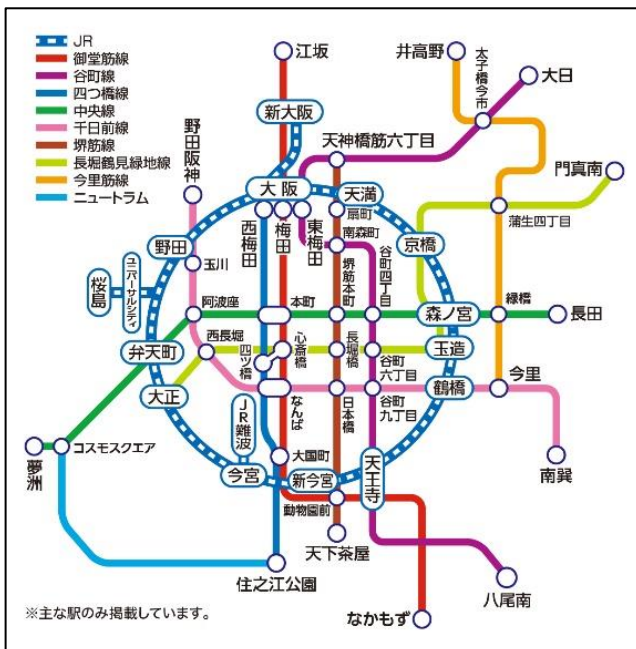 JR
御堂筋線
谷町線
四つ橋線
中央線
千日前線
堺筋線
長堀鶴見緑地線
今里筋線
ニュートラム
江坂
井高野
太子橋今市
大日
新大阪
野田阪神
天神橋筋六丁目
門真南
大阪
天満
西梅田
梅田
東梅田
扇町
南森町
京橋
蒲生四丁目
野田
玉川
桜島
ユニバーサルシティ
阿波座
本町
堺筋本町
谷町四丁目
森ノ宮
緑橋
長田
弁天町
西長堀
四ツ橋
心斎橋
長堀橋
谷町六丁目
玉造
大正
なんば
日本橋
谷町九丁目
鶴橋
今里
JR難波
大国町
今宮
新今宮
天王寺
南巽
コスモスクエア
夢洲
動物園前
天下茶屋
住之江公園
なかもず
八尾南
※主な駅のみ掲載しています。